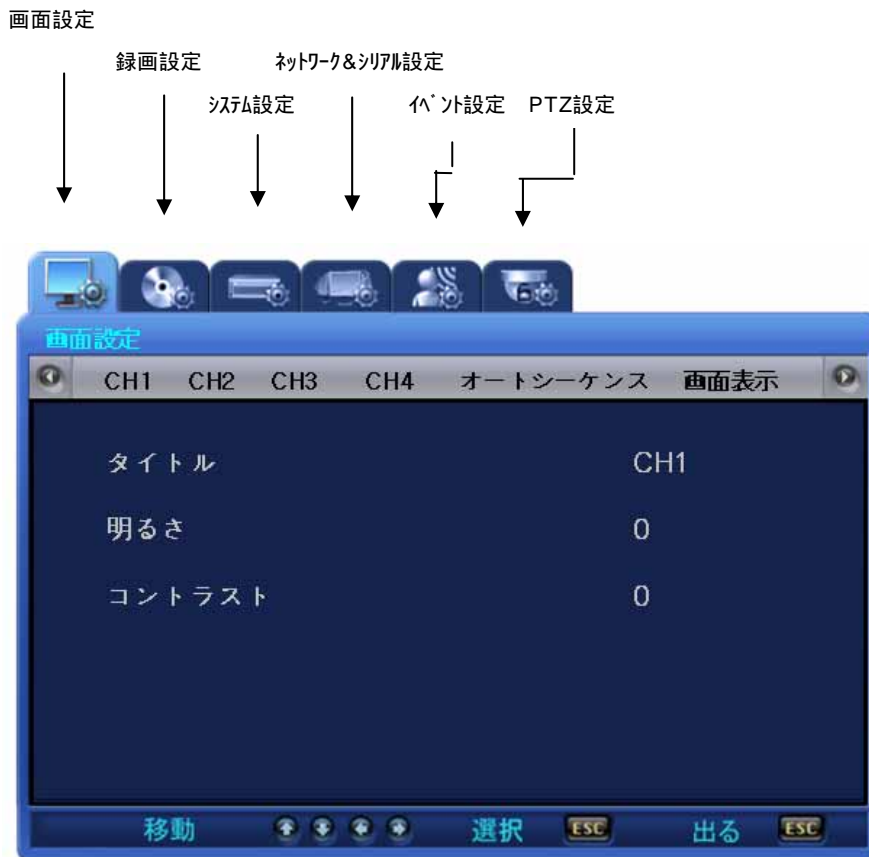 画面設定
録画設定 ﾈｯﾄﾜｰｸ&ｼﾘｱﾙ設定
ｼｽﾃﾑ設定 ｲﾍﾞﾝﾄ設定 PTZ設定
6
画面設定
CH1 CH2 CH3 CH4 オートシーケンス 画面表示
タイトル CH1
明るさ 0
コントラスト 0
移動 選択 ESC 出る ESC